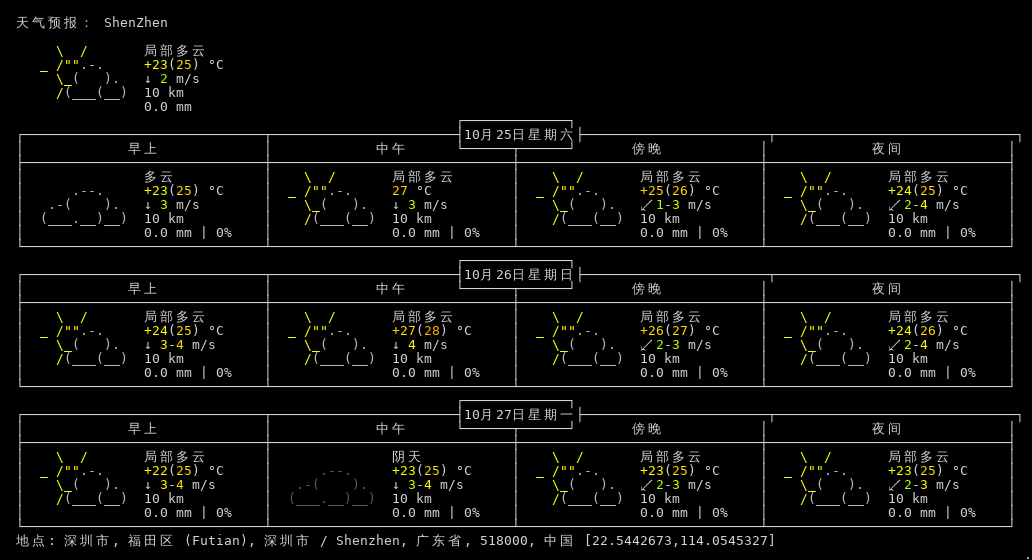 天气预报： ShenZhen
局部多云
+23(25) °C
↓ 2 m/s
10 km
0.0 mm
10月25日星期六
早上 中午 傍晚 夜间
多云 局部多云 局部多云 局部多云
+23(25) °C 27 °C +25(26) °C +24(25) °C
↓ 3 m/s ↓ 3 m/s ↙ 1-3 m/s ↙ 2-4 m/s
10 km 10 km 10 km 10 km
0.0 mm | 0% 0.0 mm | 0% 0.0 mm | 0% 0.0 mm | 0%
10月26日星期日
早上 中午 傍晚 夜间
局部多云 局部多云 局部多云 局部多云
+24(25) °C +27(28) °C +26(27) °C +24(26) °C
↓ 3-4 m/s ↓ 4 m/s ↙ 2-3 m/s ↙ 2-4 m/s
10 km 10 km 10 km 10 km
0.0 mm | 0% 0.0 mm | 0% 0.0 mm | 0% 0.0 mm | 0%
10月27日星期一
早上 中午 傍晚 夜间
局部多云 阴天 局部多云 局部多云
+22(25) °C +23(25) °C +23(25) °C +23(25) °C
↓ 3-4 m/s ↓ 3-4 m/s ↙ 2-3 m/s ↙ 2-3 m/s
10 km 10 km 10 km 10 km
0.0 mm | 0% 0.0 mm | 0% 0.0 mm | 0% 0.0 mm | 0%
地点: 深圳市, 福田区 (Futian), 深圳市 / Shenzhen, 广东省, 518000, 中国 [22.5442673,114.0545327]